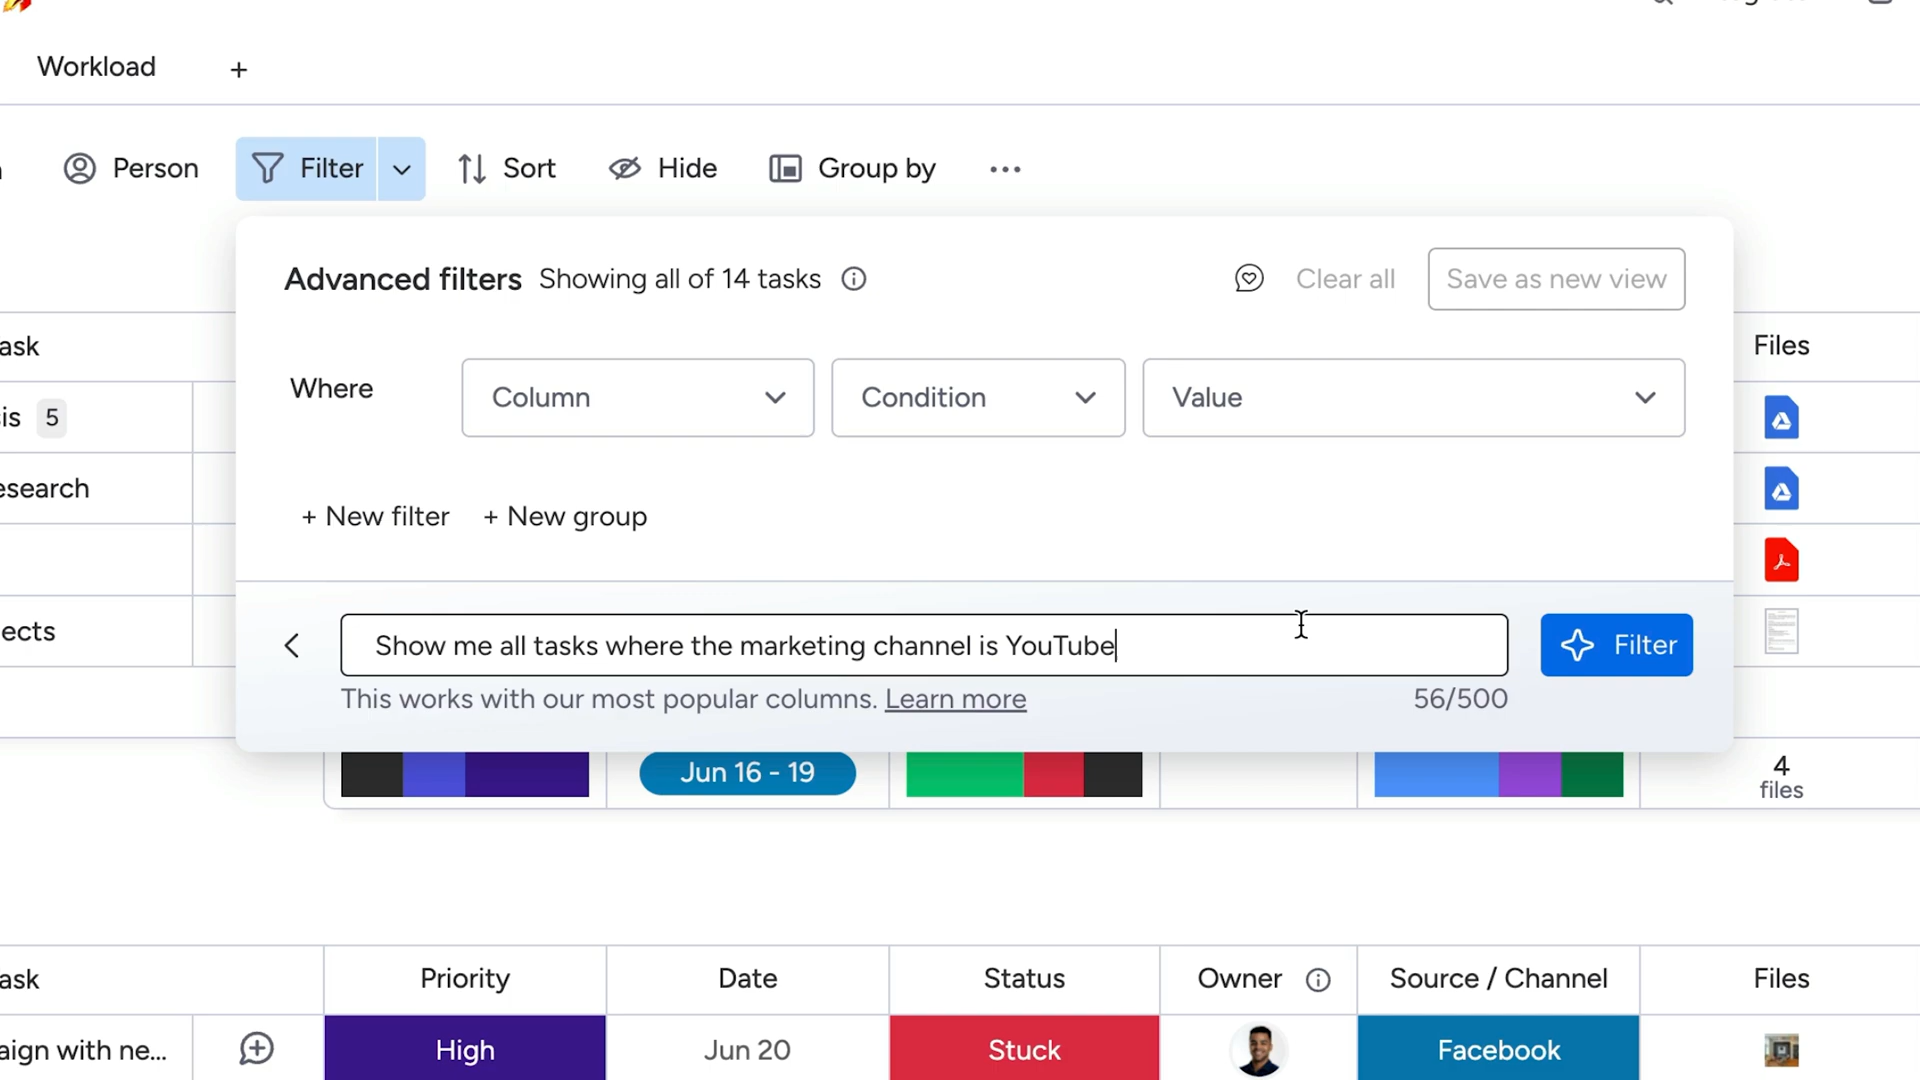 Workload +
Person Filter Sort Hide Group by
Advanced filters Showing all of 14 tasks Clear all Save as new view
ask Files
Where Column Condition Value
is 5
esearch
+ New filter + New group
ects
Show me all tasks where the marketing channel is YouTube Filter
This works with our most popular columns. Learn more 56/500
Jun 16 - 19 4
files
ask Priority Date Status Owner Source / Channel Files
aign with ne... High Jun 20 Stuck Facebook